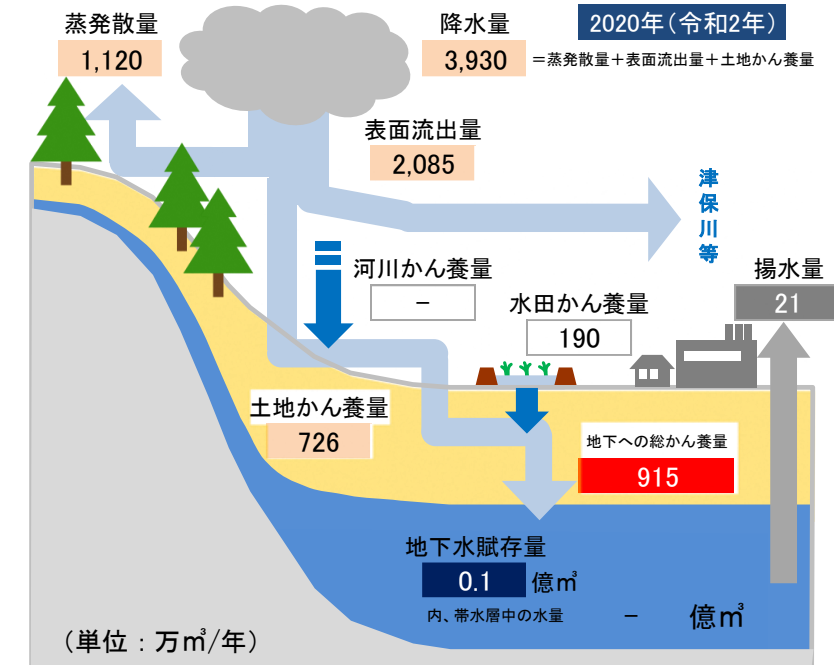 2020年(令和2年)
蒸発散量
1,120
降水量
3,930
=蒸発散量+表面流出量+土地かん養量
表面流出量
2,085
津保川等
河川かん養量
－
水田かん養量
190
揚水量
21
土地かん養量
726
地下への総かん養量
915
地下水賦存量
0.1 億㎥
内、帯水層中の水量 － 億㎥
(単位：万㎥/年)